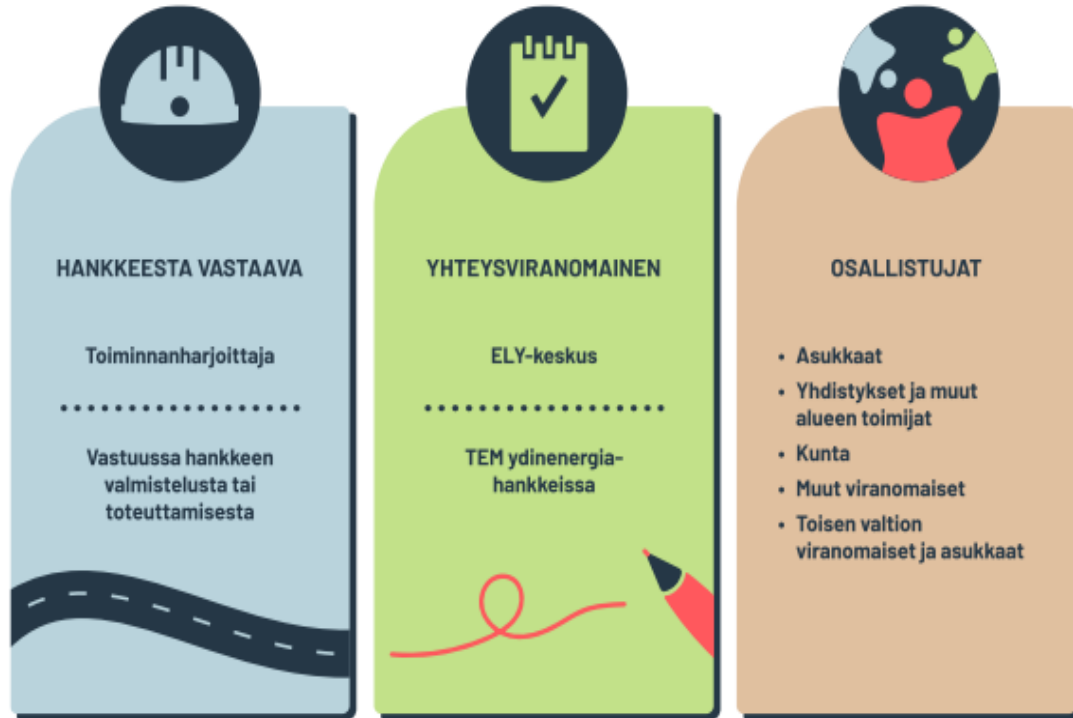 HANKKEESTA VASTAAVA
Toiminnanharjoittaja
Vastuussa hankkeen
valmistelusta tai
toteuttamisesta
YHTEYSVIRANOMAINEN
ELY-keskus
TEM ydinenergia-
hankkeissa
OSALLISTUJAT
• Asukkaat
• Yhdistykset ja muut
alueen toimijat
• Kunta
• Muut viranomaiset
• Toisen valtion
viranomaiset ja asukkaat